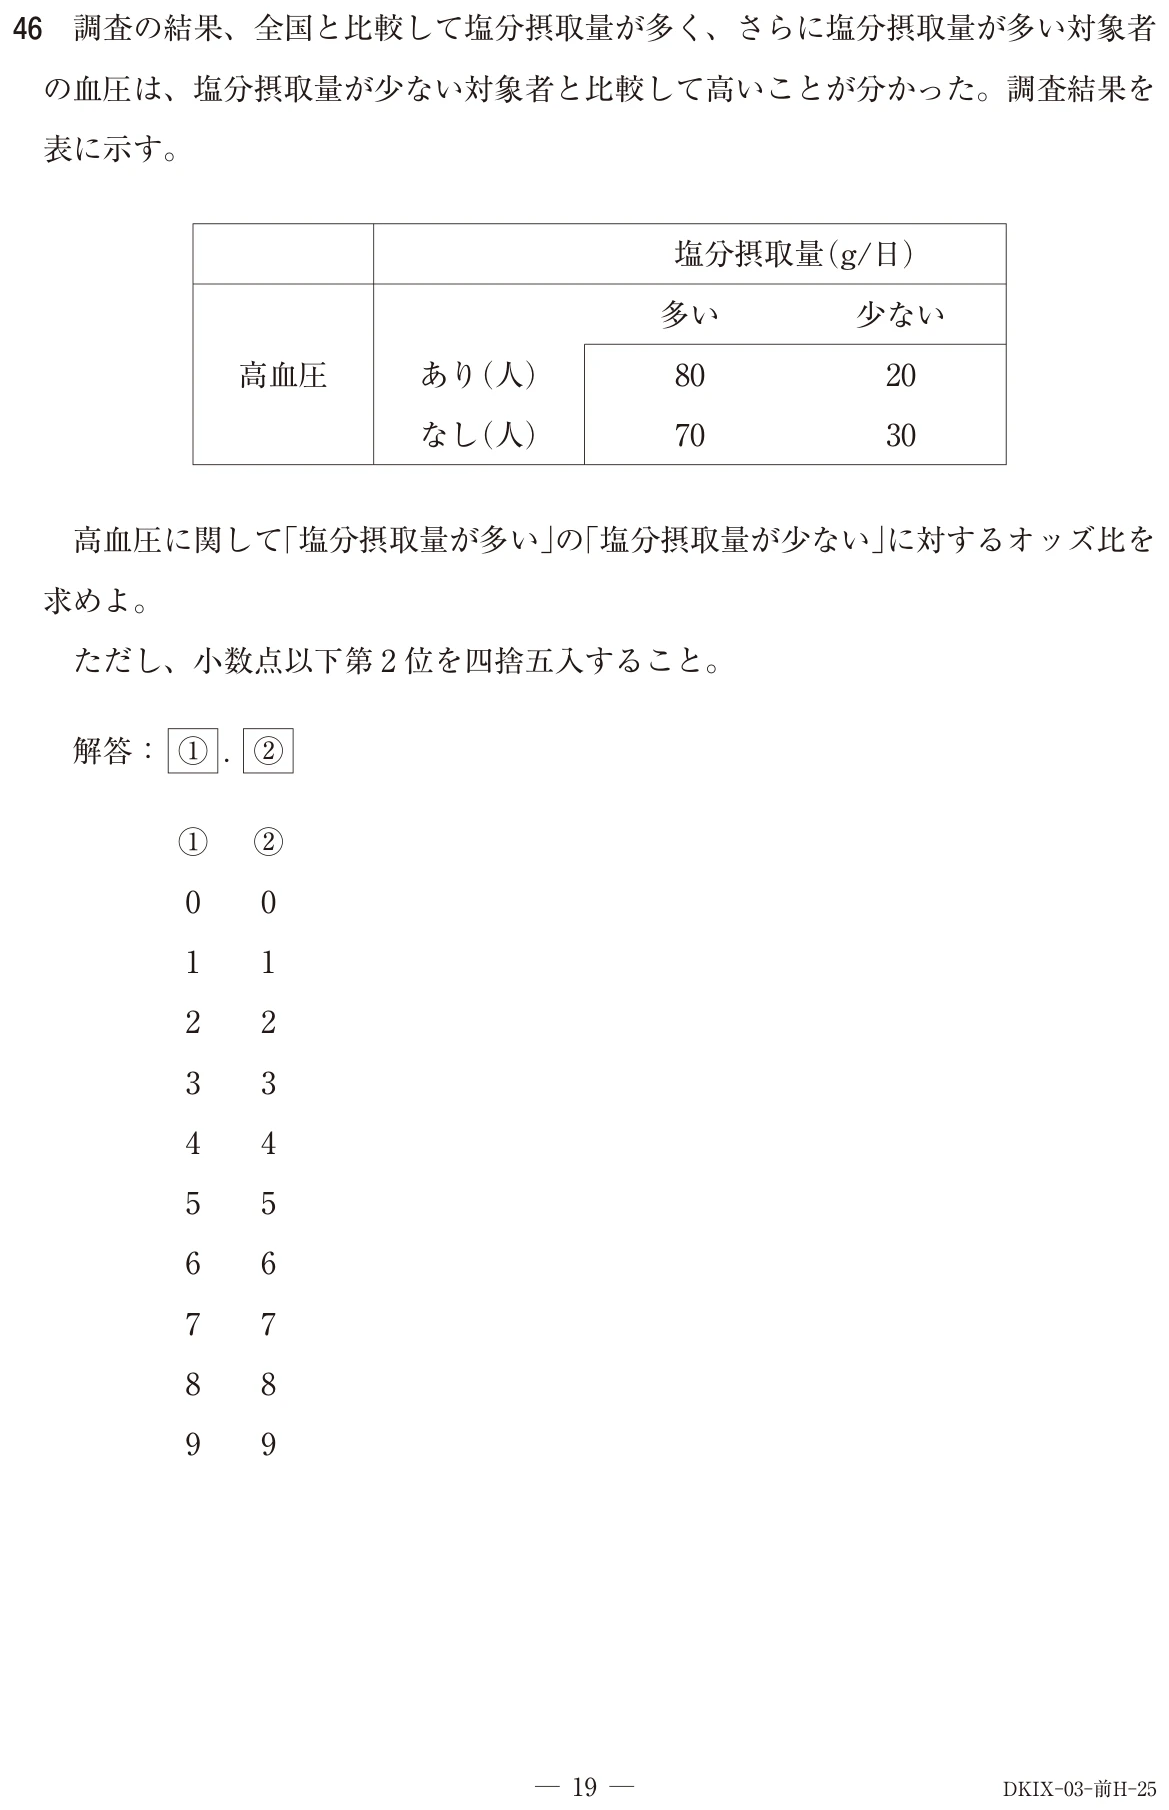 46　調査の結果、全国と比較して塩分摂取量が多く、さらに塩分摂取量が多い対象者
の血圧は、塩分摂取量が少ない対象者と比較して高いことが分かった。調査結果を
表に示す。
塩分摂取量(g/日)
多い　少ない
高血圧　あり(人)　80　20
なし(人)　70　30
高血圧に関して「塩分摂取量が多い」の「塩分摂取量が少ない」に対するオッズ比を
求めよ。
ただし、小数点以下第2位を四捨五入すること。
解答：①.②
①　②
0　0
1　1
2　2
3　3
4　4
5　5
6　6
7　7
8　8
9　9
— 19 —
DKIX-03-前H-25